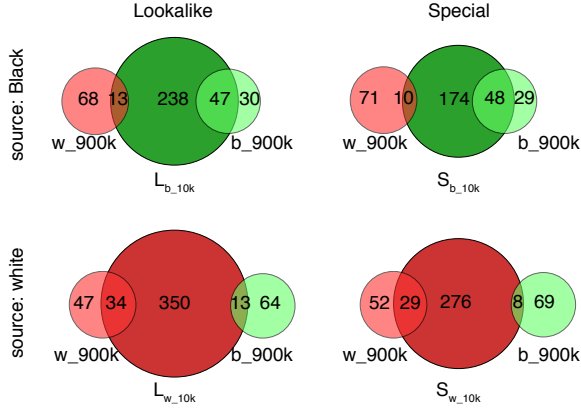 Lookalike Special
source: Black
68 13 238 47 30
w_900k b_900k
L_b_10k
71 10 174 48 29
w_900k b_900k
S_b_10k
source: white
47 34 350 13 64
w_900k b_900k
L_w_10k
52 29 276 8 69
w_900k b_900k
S_w_10k